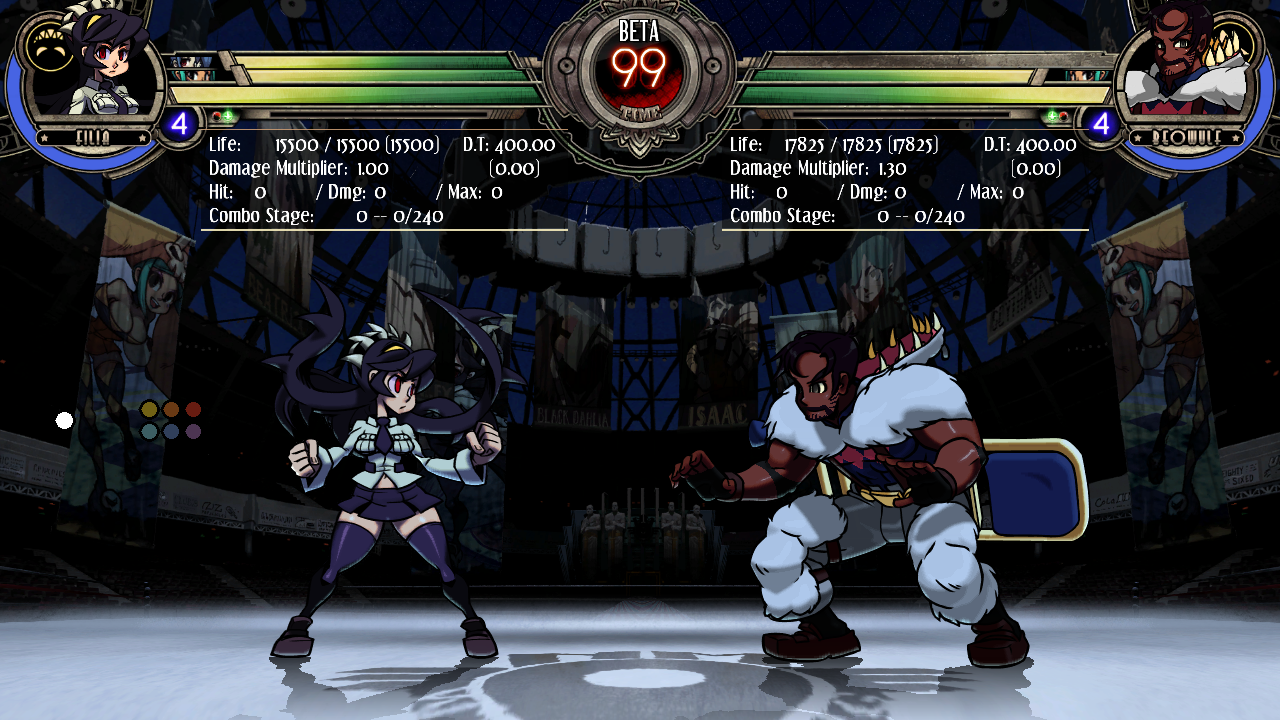 BETA
99
TIME
FILIA
4
4
BEOWULF
Life: 15500 / 15500 (15500) D.T: 400.00
Damage Multiplier: 1.00 (0.00)
Hit: 0 / Dmg: 0 / Max: 0
Combo Stage: 0 -- 0/240
Life: 17825 / 17825 (17825) D.T: 400.00
Damage Multiplier: 1.30 (0.00)
Hit: 0 / Dmg: 0 / Max: 0
Combo Stage: 0 -- 0/240
BLACK DAHLIA
ISAAC